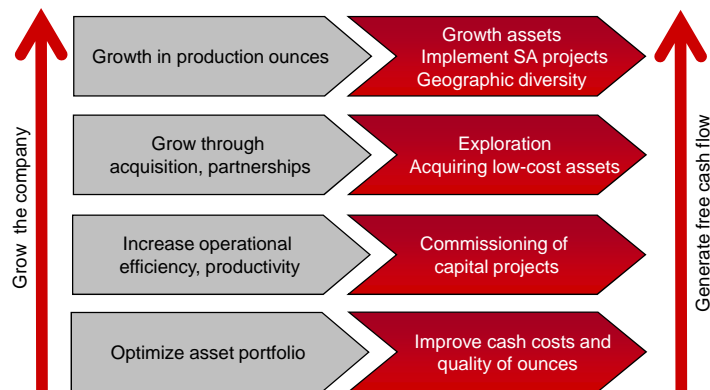 Grow the company
Growth in production ounces
Growth assets
Implement SA projects
Geographic diversity
Grow through
acquisition, partnerships
Exploration
Acquiring low-cost assets
Increase operational
efficiency, productivity
Commissioning of
capital projects
Optimize asset portfolio
Improve cash costs and
quality of ounces
Generate free cash flow